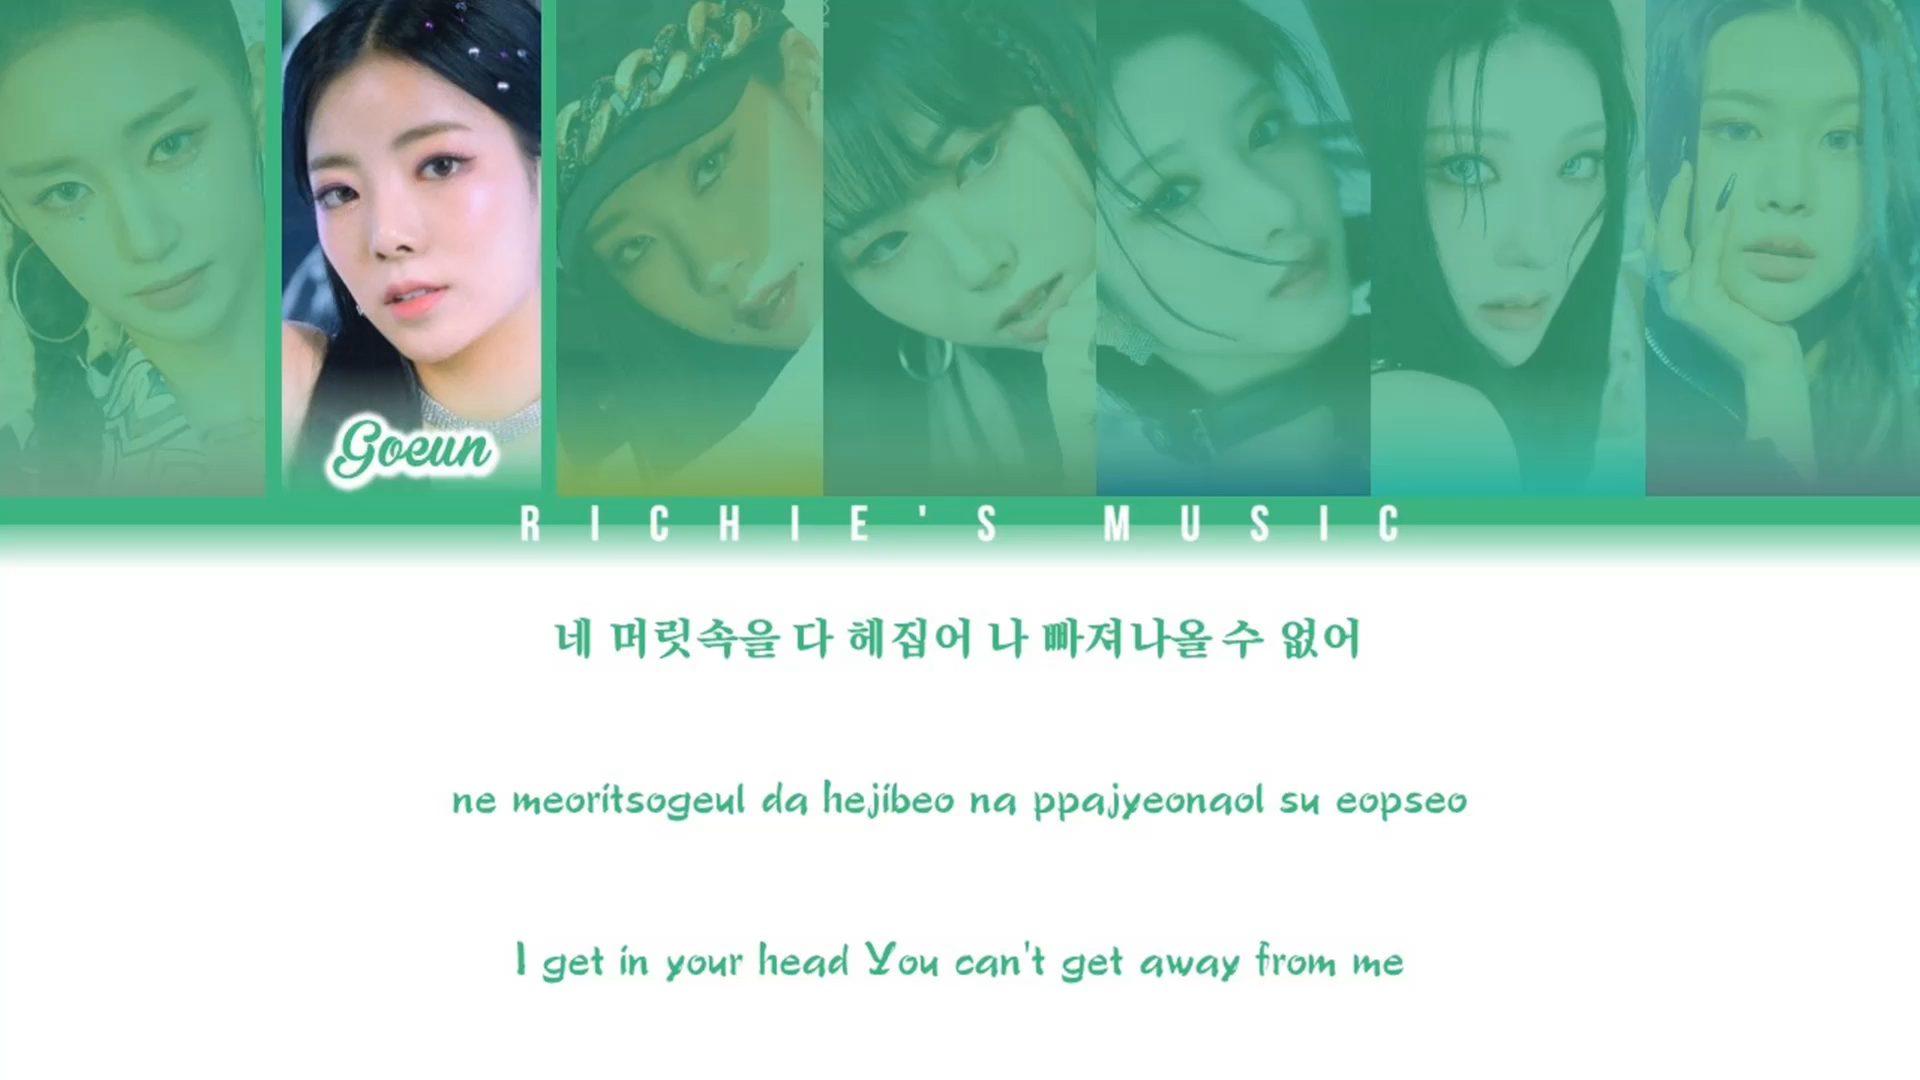 Goeun
RICHIE'S MUSIC
네 머릿속을 다 헤집어 나 빠져나올 수 없어
ne meoritsogeul da hejibeo na ppajyeonaol su eopseo
I get in your head You can't get away from me